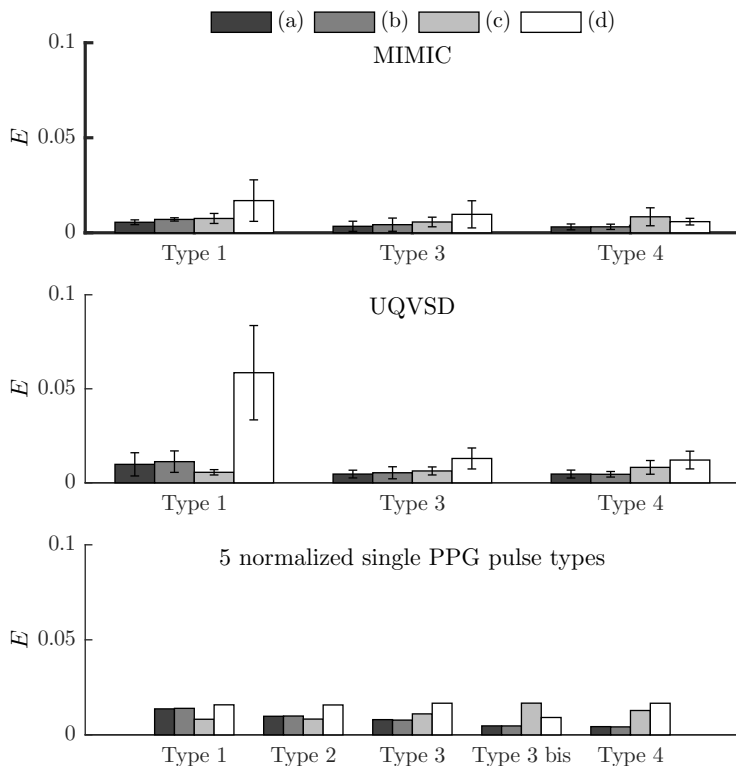 (a) (b) (c) (d)
MIMIC
0.1
0.05
0
E
Type 1 Type 3 Type 4
UQVSD
0.1
0.05
0
E
Type 1 Type 3 Type 4
5 normalized single PPG pulse types
0.1
0.05
0
E
Type 1 Type 2 Type 3 Type 3 bis Type 4